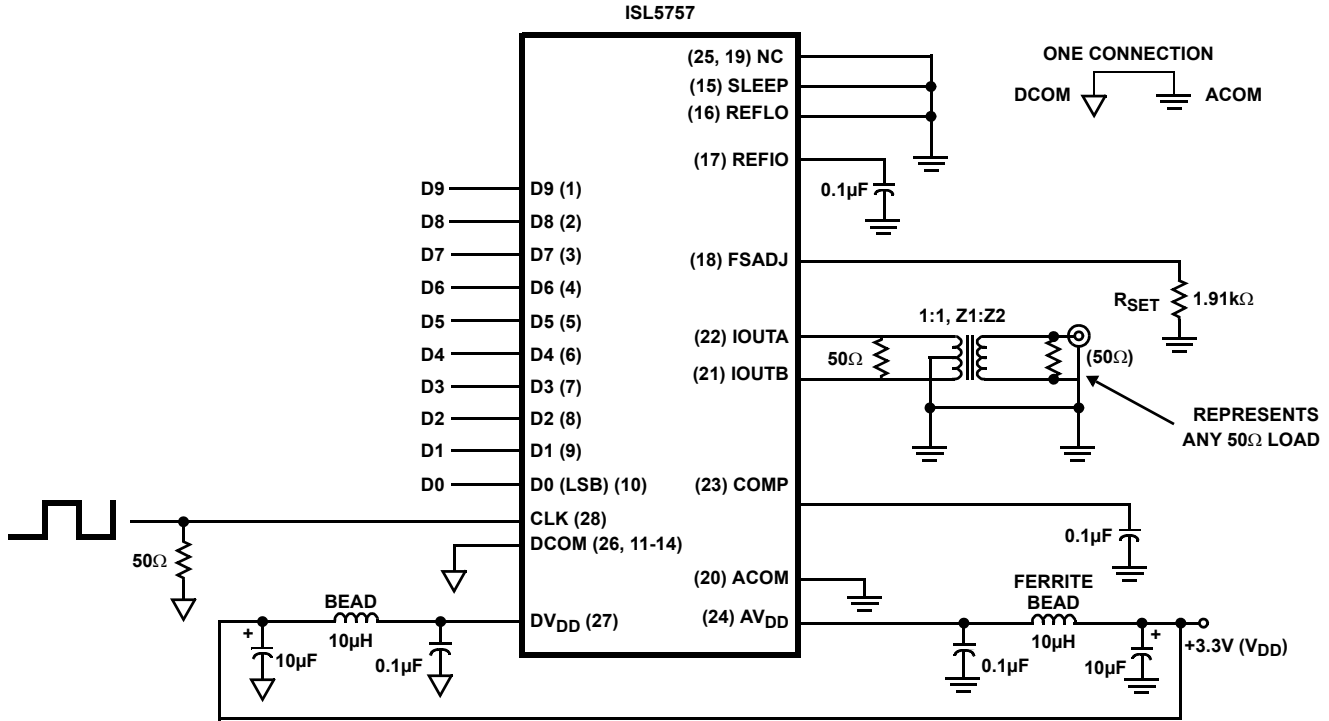 ISL5757
(25, 19) NC
(15) SLEEP
(16) REFLO
(17) REFIO
0.1µF
ONE CONNECTION
DCOM
ACOM
D9
D9 (1)
D8
D8 (2)
D7
D7 (3)
D6
D6 (4)
D5
D5 (5)
D4
D4 (6)
D3
D3 (7)
D2
D2 (8)
D1
D1 (9)
D0
D0 (LSB) (10)
CLK (28)
50Ω
DCOM (26, 11-14)
DVDD (27)
BEAD
10µH
+
10µF
0.1µF
(18) FSADJ
RSET
1.91kΩ
(22) IOUTA
(21) IOUTB
50Ω
1:1, Z1:Z2
(50Ω)
REPRESENTS
ANY 50Ω LOAD
(23) COMP
0.1µF
(20) ACOM
(24) AVDD
FERRITE
BEAD
10µH
0.1µF
10µF
+
+3.3V (VDD)